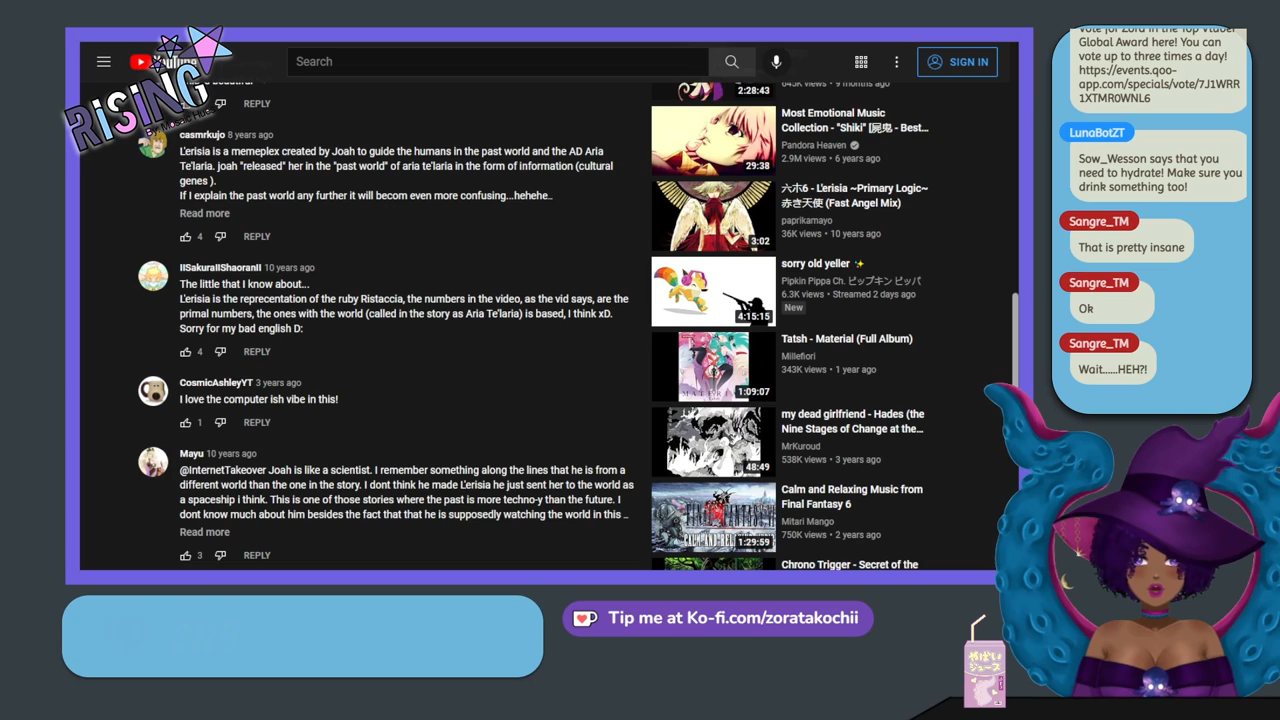 RISING
By Music Hues
YouTube
Search
SIGN IN
REPLY
casmrkujo 8 years ago
L'erisia is a memeplex created by Joah to guide the humans in the past world and the AD Aria
Te'laria. joah "released" her in the "past world" of aria te'laria in the form of information (cultural
genes ).
If I explain the past world any further it will becom even more confusing...hehehe..
Read more
4 REPLY
IISakuraIIShaoranII 10 years ago
The little that I know about...
L'erisia is the reprecentation of the ruby Ristaccia, the numbers in the video, as the vid says, are the
primal numbers, the ones with the world (called in the story as Aria Te'laria) is based, I think xD.
Sorry for my bad english D:
4 REPLY
CosmicAshleyYT 3 years ago
I love the computer ish vibe in this!
1 REPLY
Mayu 10 years ago
@InternetTakeover Joah is like a scientist. I remember something along the lines that he is from a
different world than the one in the story. I dont think he made L'erisia he just sent her to the world as
a spaceship i think. This is one of those stories where the past is more techno-y than the future. I
dont know much about him besides the fact that that he is supposedly watching the world in this ..
Read more
3 REPLY
2:28:43
645K views • 9 months ago
29:38
Most Emotional Music
Collection - "Shiki" [屍鬼 - Best...
Pandora Heaven
2.9M views • 6 years ago
3:02
六ホ6 - L'erisia ~Primary Logic~
赤き天使 (Fast Angel Mix)
paprikamayo
36K views • 10 years ago
4:15:15
sorry old yeller ✨
Pipkin Pippa Ch. ピップキン ピッパ
6.3K views • Streamed 2 days ago
New
1:09:07
Tatsh - Material (Full Album)
Millefiori
343K views • 1 year ago
48:49
my dead girlfriend - Hades (the
Nine Stages of Change at the...
MrKuroud
538K views • 3 years ago
1:29:59
Calm and Relaxing Music from
Final Fantasy 6
Mitari Mango
750K views • 2 years ago
Chrono Trigger - Secret of the
Vote for Zora in the Top Vtuber
Global Award here! You can
vote up to three times a day!
https://events.qoo-
app.com/specials/vote/7J1WRR
1XTMR0WNL6
LunaBotZT
Sow_Wesson says that you
need to hydrate! Make sure you
drink something too!
Sangre_TM
That is pretty insane
Sangre_TM
Ok
Sangre_TM
Wait......HEH?!
Tip me at Ko-fi.com/zoratakochii
やばい
ジュース